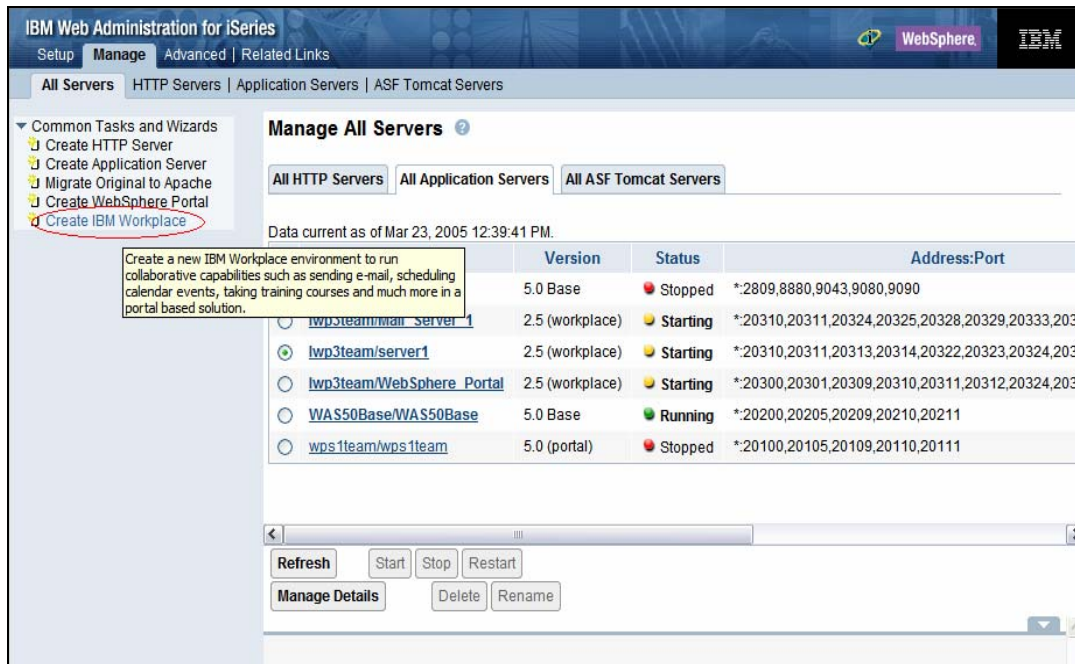 IBM Web Administration for iSeries
Setup Manage Advanced | Related Links
WebSphere.
IBM
All Servers HTTP Servers | Application Servers | ASF Tomcat Servers
Common Tasks and Wizards
Create HTTP Server
Create Application Server
Migrate Original to Apache
Create WebSphere Portal
Create IBM Workplace
Manage All Servers
All HTTP Servers All Application Servers All ASF Tomcat Servers
Data current as of Mar 23, 2005 12:39:41 PM.
Create a new IBM Workplace environment to run
collaborative capabilities such as sending e-mail, scheduling
calendar events, taking training courses and much more in a
portal based solution.
Version Status Address:Port
5.0 Base Stopped *:2809,8880,9043,9080,9090
lwp3team/Mail_Server_1 2.5 (workplace) Starting *:20310,20311,20324,20325,20328,20329,20333,203
lwp3team/server1 2.5 (workplace) Starting *:20310,20311,20313,20314,20322,20323,20324,203
lwp3team/WebSphere_Portal 2.5 (workplace) Starting *:20300,20301,20309,20310,20311,20312,20324,203
WAS50Base/WAS50Base 5.0 Base Running *:20200,20205,20209,20210,20211
wps1team/wps1team 5.0 (portal) Stopped *:20100,20105,20109,20110,20111
Refresh Start Stop Restart
Manage Details Delete Rename